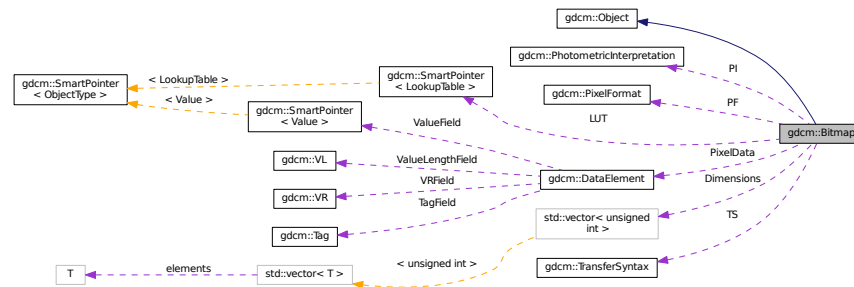 gdcm::Object
gdcm::PhotometricInterpretation
PI
gdcm::SmartPointer
< LookupTable >
< LookupTable >
gdcm::SmartPointer
< ObjectType >
gdcm::PixelFormat
PF
< Value >
gdcm::SmartPointer
< Value >
ValueField
LUT
gdcm::Bitmap
PixelData
gdcm::VL
ValueLengthField
gdcm::DataElement
Dimensions
VRField
gdcm::VR
TagField
TS
std::vector< unsigned
int >
gdcm::Tag
< unsigned int >
gdcm::TransferSyntax
T
elements
std::vector< T >